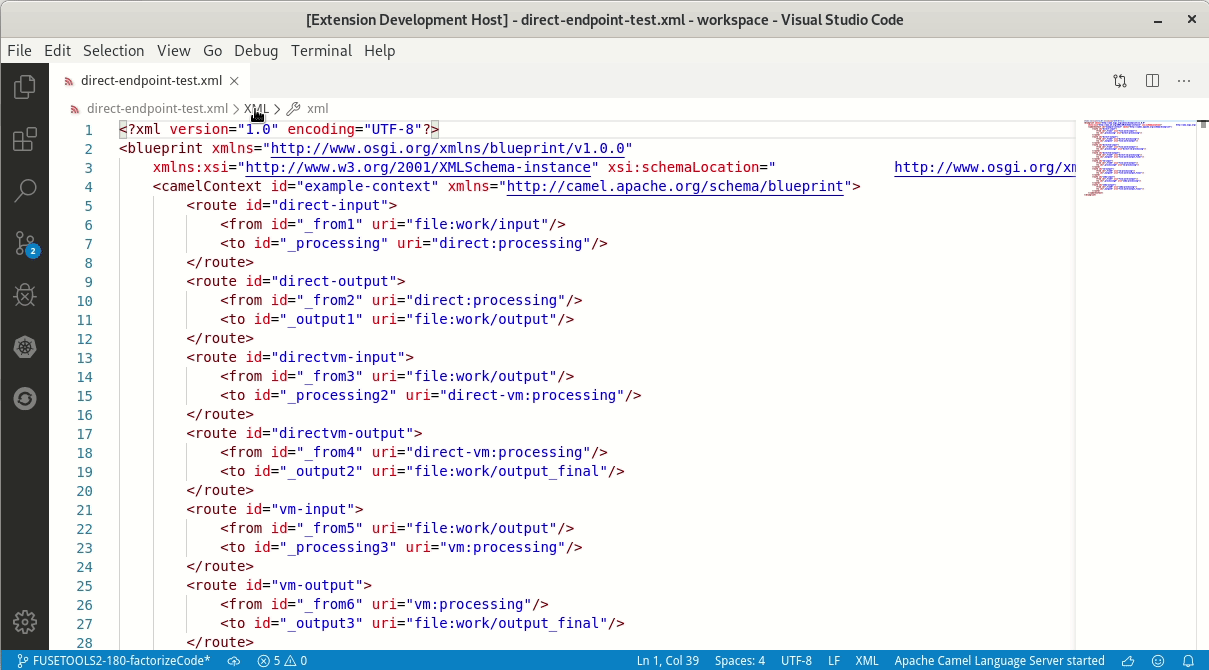 [Extension Development Host] - direct-endpoint-test.xml - workspace - Visual Studio Code
File Edit Selection View Go Debug Terminal Help
direct-endpoint-test.xml
direct-endpoint-test.xml > XML > xml
1 <?xml version="1.0" encoding="UTF-8"?>
2 <blueprint xmlns="http://www.osgi.org/xmlns/blueprint/v1.0.0"
3 xmlns:xsi="http://www.w3.org/2001/XMLSchema-instance" xsi:schemaLocation=" http://www.osgi.org/xm
4 <camelContext id="example-context" xmlns="http://camel.apache.org/schema/blueprint">
5 <route id="direct-input">
6 <from id="_from1" uri="file:work/input"/>
7 <to id="_processing" uri="direct:processing"/>
8 </route>
9 <route id="direct-output">
10 <from id="_from2" uri="direct:processing"/>
11 <to id="_output1" uri="file:work/output"/>
12 </route>
13 <route id="directvm-input">
14 <from id="_from3" uri="file:work/output"/>
15 <to id="_processing2" uri="direct-vm:processing"/>
16 </route>
17 <route id="directvm-output">
18 <from id="_from4" uri="direct-vm:processing"/>
19 <to id="_output2" uri="file:work/output_final"/>
20 </route>
21 <route id="vm-input">
22 <from id="_from5" uri="file:work/output"/>
23 <to id="_processing3" uri="vm:processing"/>
24 </route>
25 <route id="vm-output">
26 <from id="_from6" uri="vm:processing"/>
27 <to id="_output3" uri="file:work/output_final"/>
28 </route>
2
FUSETOOLS2-180-factorizeCode* 5 0 Ln 1, Col 39 Spaces: 4 UTF-8 LF XML Apache Camel Language Server started